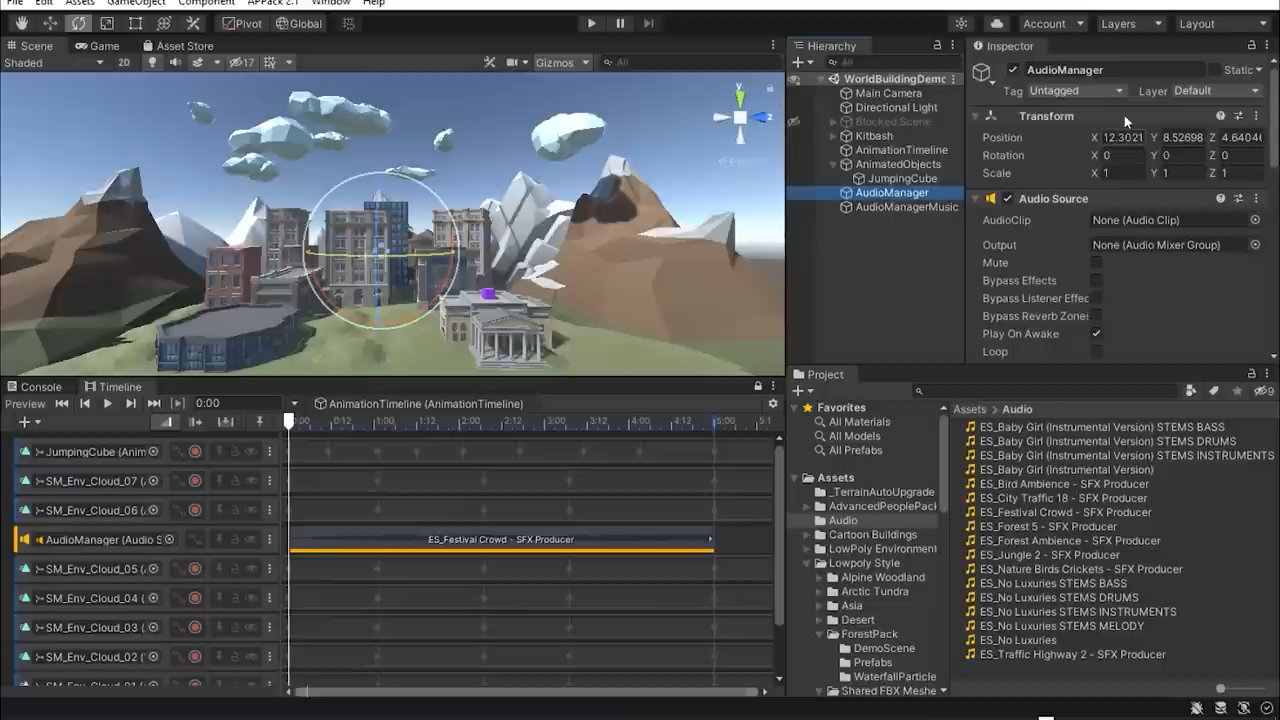 File Edit Assets GameObject Component APPack 2.1 Window Help
Pivot Global Account Layers Layout
Scene Game Asset Store
Shaded 2D 17 Gizmos All
y
z
Hierarchy
All
WorldBuildingDemo
Main Camera
Directional Light
Blocked Scene
Kitbash
AnimationTimeline
AnimatedObjects
JumpingCube
AudioManager
AudioManagerMusic
Inspector
AudioManager Static
Tag Untagged Layer Default
Transform
Position X 12.3021 Y 8.52698 Z 4.6404
Rotation X 0 Y 0 Z 0
Scale X 1 Y 1 Z 1
Audio Source
AudioClip None (Audio Clip)
Output None (Audio Mixer Group)
Mute
Bypass Effects
Bypass Listener Effec
Bypass Reverb Zones
Play On Awake
Loop
Console Timeline
Preview 0:00 AnimationTimeline (AnimationTimeline)
:00 0:12 1:00 1:12 2:00 2:12 3:00 3:12 4:00 4:12 5:00 5:1
JumpingCube (Anim
SM_Env_Cloud_07 (
SM_Env_Cloud_06 (
AudioManager (Audio S ES_Festival Crowd - SFX Producer
SM_Env_Cloud_05 (
SM_Env_Cloud_04 (
SM_Env_Cloud_03 (
SM_Env_Cloud_02 (
Project
9
Favorites
All Materials
All Models
All Prefabs
Assets
_TerrainAutoUpgrade
AdvancedPeoplePack
Audio
Cartoon Buildings
LowPoly Environment
Lowpoly Style
Alpine Woodland
Arctic Tundra
Asia
Desert
ForestPack
DemoScene
Prefabs
WaterfallParticle
Shared FBX Meshe
Assets > Audio
ES_Baby Girl (Instrumental Version) STEMS BASS
ES_Baby Girl (Instrumental Version) STEMS DRUMS
ES_Baby Girl (Instrumental Version) STEMS INSTRUMENTS
ES_Baby Girl (Instrumental Version)
ES_Bird Ambience - SFX Producer
ES_City Traffic 18 - SFX Producer
ES_Festival Crowd - SFX Producer
ES_Forest 5 - SFX Producer
ES_Forest Ambience - SFX Producer
ES_Jungle 2 - SFX Producer
ES_Nature Birds Crickets - SFX Producer
ES_No Luxuries STEMS BASS
ES_No Luxuries STEMS DRUMS
ES_No Luxuries STEMS INSTRUMENTS
ES_No Luxuries STEMS MELODY
ES_No Luxuries
ES_Traffic Highway 2 - SFX Producer